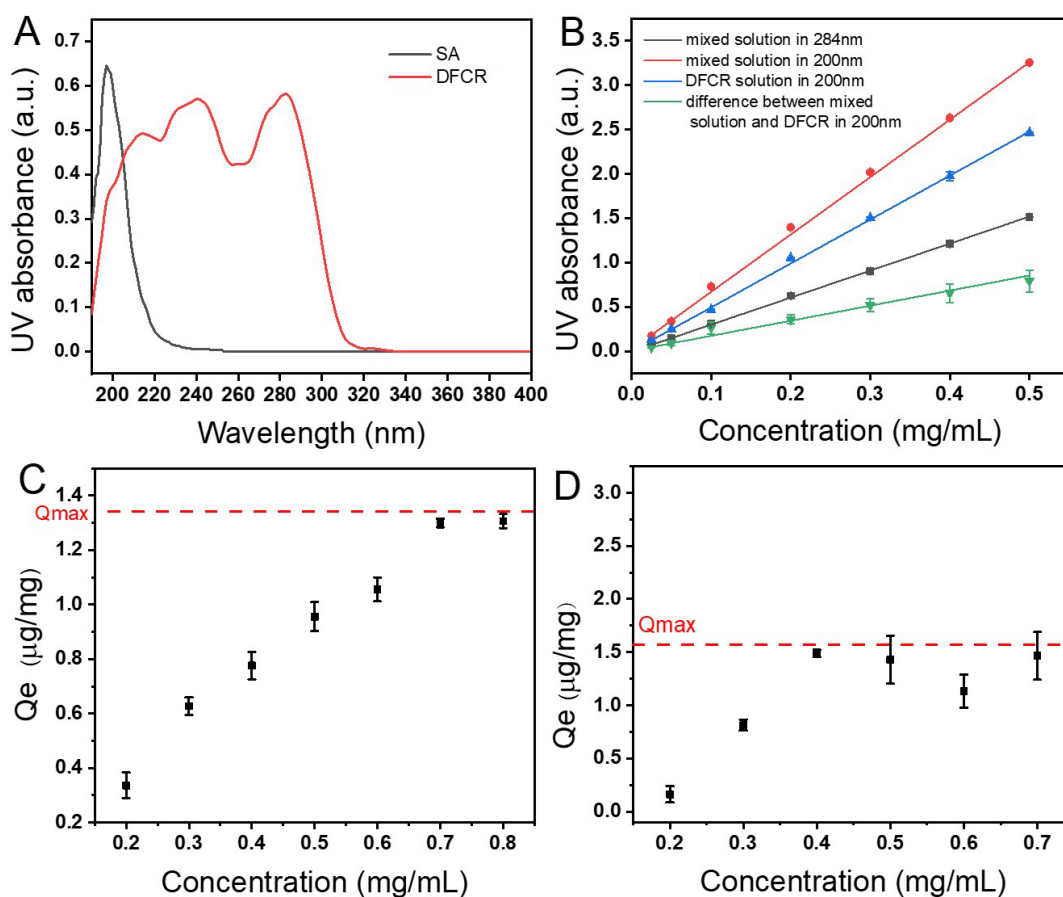 A
0.7
0.6
0.5
0.4
0.3
0.2
0.1
0.0
UV absorbance (a.u.)
SA
DFCR
200 220 240 260 280 300 320 340 360 380 400
Wavelength (nm)
B
3.5
3.0
2.5
2.0
1.5
1.0
0.5
0.0
UV absorbance (a.u.)
mixed solution in 284nm
mixed solution in 200nm
DFCR solution in 200nm
difference between mixed
solution and DFCR in 200nm
0.0 0.1 0.2 0.3 0.4 0.5
Concentration (mg/mL)
C
1.4
Qmax
1.2
1.0
0.8
0.6
0.4
0.2
Qe (μg/mg)
0.2 0.3 0.4 0.5 0.6 0.7 0.8
Concentration (mg/mL)
D
3.0
2.5
2.0
Qmax
1.5
1.0
0.5
0.0
Qe (μg/mg)
0.2 0.3 0.4 0.5 0.6 0.7
Concentration (mg/mL)